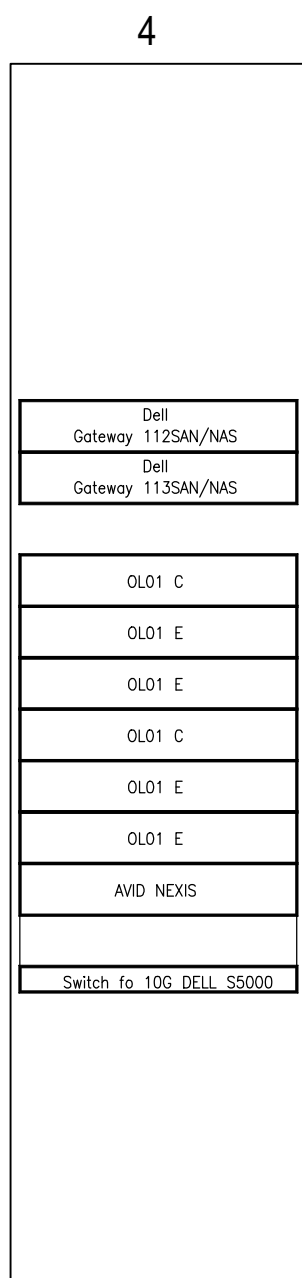 4
Dell
Gateway 112SAN/NAS
Dell
Gateway 113SAN/NAS
OL01 C
OL01 E
OL01 E
OL01 C
OL01 E
OL01 E
AVID NEXIS
Switch fo 10G DELL S5000